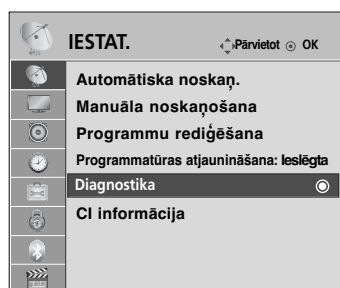 IESTAT. Pārvietot OK
Automātiska noskaņ.
Manuāla noskaņošana
Programmu rediģēšana
Programmatūras atjaunināšana: Ieslēgta
Diagnostika
CI informācija